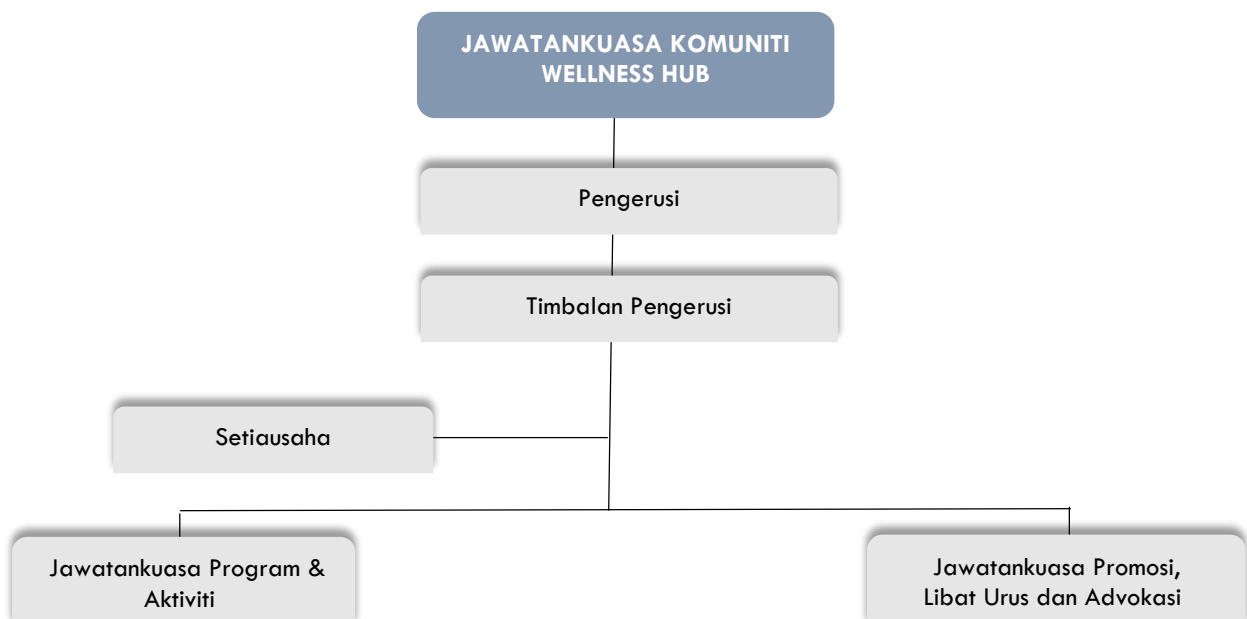 JAWATANKUASA KOMUNITI
WELLNESS HUB
Pengerusi
Timbalan Pengerusi
Setiausaha
Jawatankuasa Program &
Aktiviti
Jawatankuasa Promosi,
Libat Urus dan Advokasi